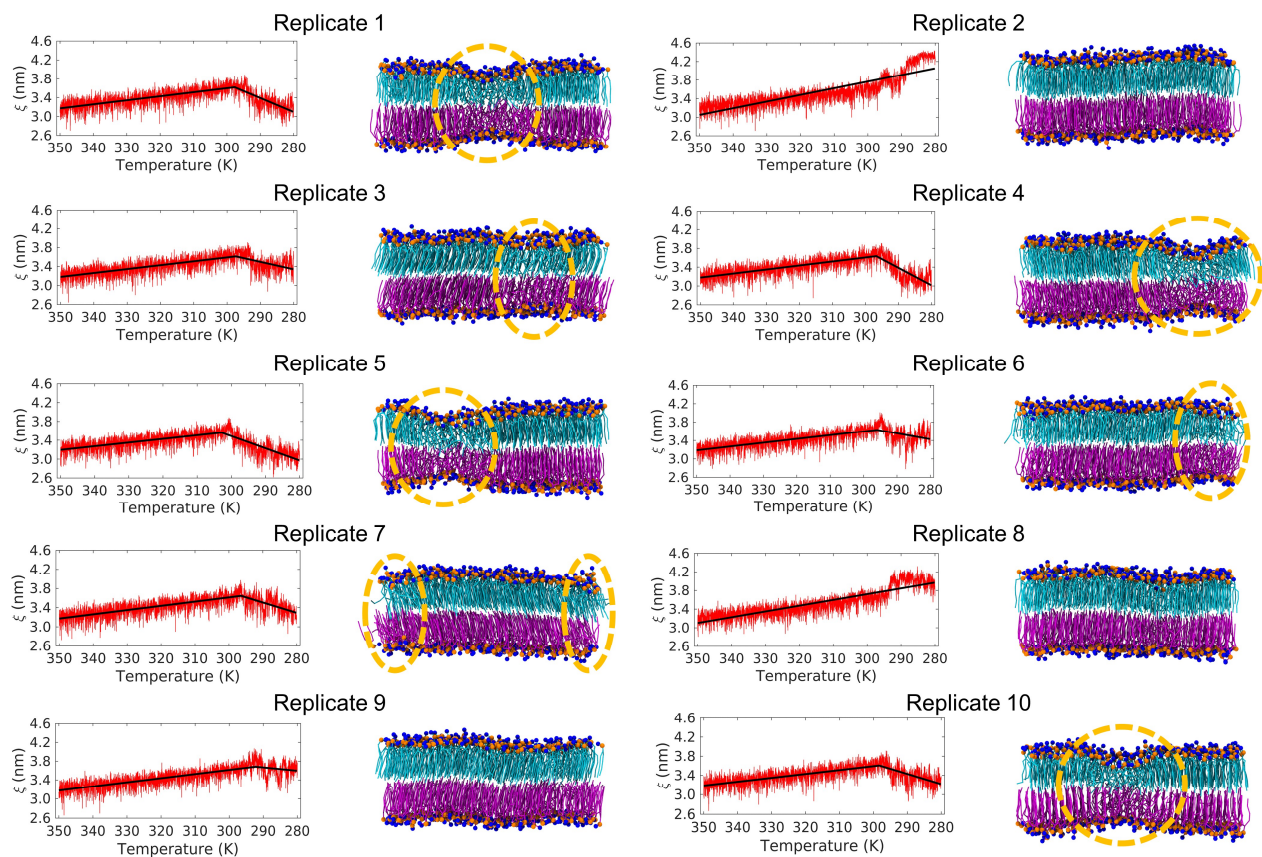 Replicate 1
ξ (nm)
4.6
4.2
3.8
3.4
3.0
2.6
350 340 330 320 310 300 290 280
Temperature (K)
Replicate 2
ξ (nm)
4.6
4.2
3.8
3.4
3.0
2.6
350 340 330 320 310 300 290 280
Temperature (K)
Replicate 3
ξ (nm)
4.6
4.2
3.8
3.4
3.0
2.6
350 340 330 320 310 300 290 280
Temperature (K)
Replicate 4
ξ (nm)
4.6
4.2
3.8
3.4
3.0
2.6
350 340 330 320 310 300 290 280
Temperature (K)
Replicate 5
ξ (nm)
4.6
4.2
3.8
3.4
3.0
2.6
350 340 330 320 310 300 290 280
Temperature (K)
Replicate 6
ξ (nm)
4.6
4.2
3.8
3.4
3.0
2.6
350 340 330 320 310 300 290 280
Temperature (K)
Replicate 7
ξ (nm)
4.6
4.2
3.8
3.4
3.0
2.6
350 340 330 320 310 300 290 280
Temperature (K)
Replicate 8
ξ (nm)
4.6
4.2
3.8
3.4
3.0
2.6
350 340 330 320 310 300 290 280
Temperature (K)
Replicate 9
ξ (nm)
4.6
4.2
3.8
3.4
3.0
2.6
350 340 330 320 310 300 290 280
Temperature (K)
Replicate 10
ξ (nm)
4.6
4.2
3.8
3.4
3.0
2.6
350 340 330 320 310 300 290 280
Temperature (K)